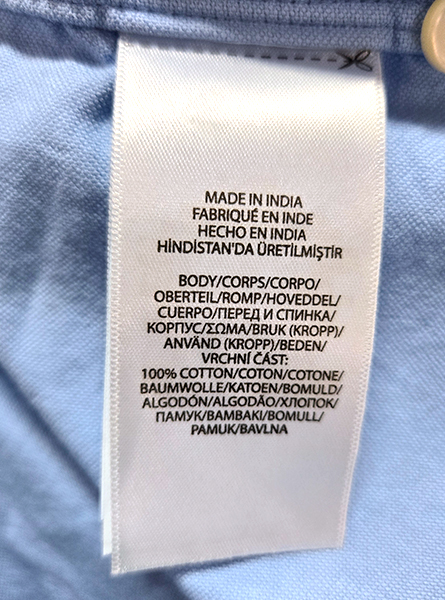 MADE IN INDIA
FABRIQUÉ EN INDE
HECHO EN INDIA
HİNDİSTAN'DA ÜRETİLMİŞTİR
BODY/CORPS/CORPO/
OBERTEIL/ROMP/HOVEDDEL/
CUERPO/ПЕРЕД И СПИНКА/
КОРПУС/ΣΩΜΑ/BRUK (KROPP)/
ANVÄND (KROPP)/BEDEN/
VRCHNÍ ČÁST:
100% COTTON/COTON/COTONE/
BAUMWOLLE/KATOEN/BOMULD/
ALGODÓN/ALGODÃO/ХЛОПОК/
ПАМУК/BAMBAKI/BOMULL/
PAMUK/BAVLNA